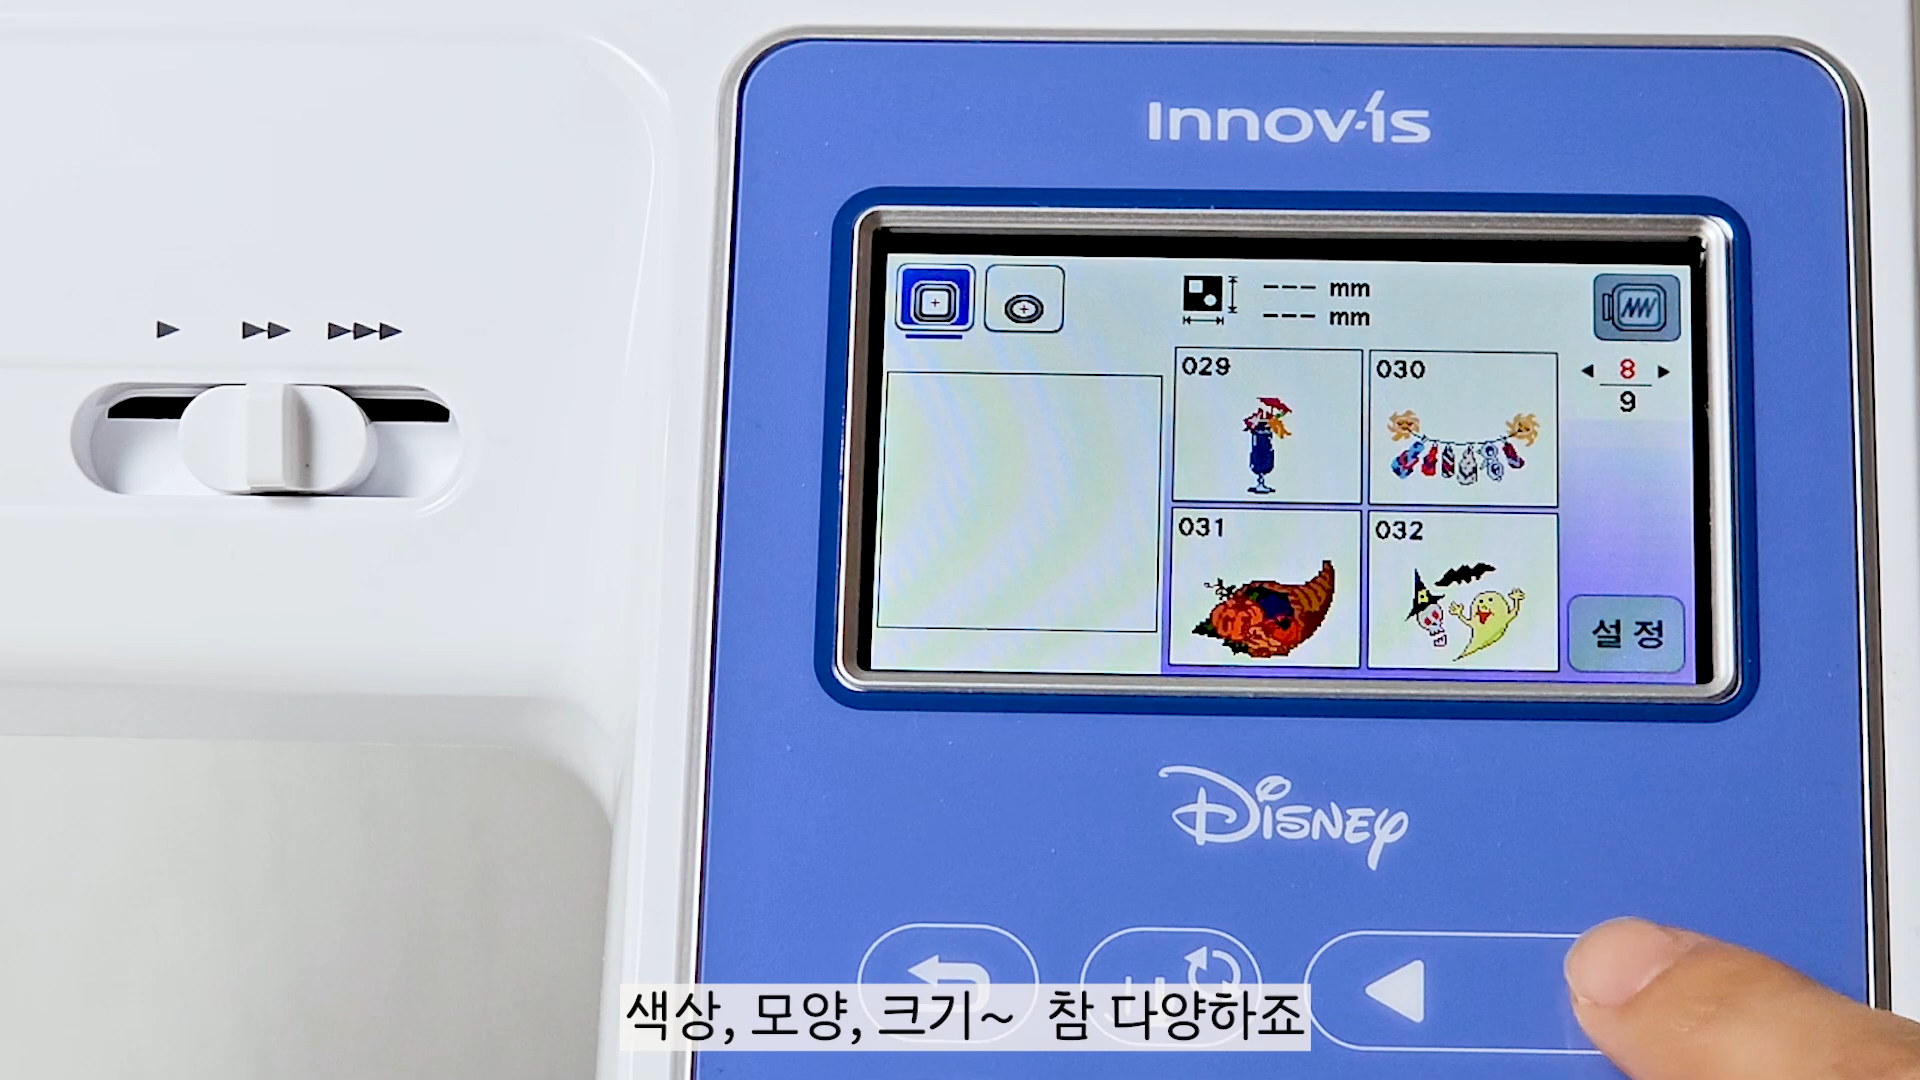 INNOV-ÍS
--- mm
--- mm
029
030
8
9
031
032
설정
DISNEY
색상, 모양, 크기~ 참 다양하죠